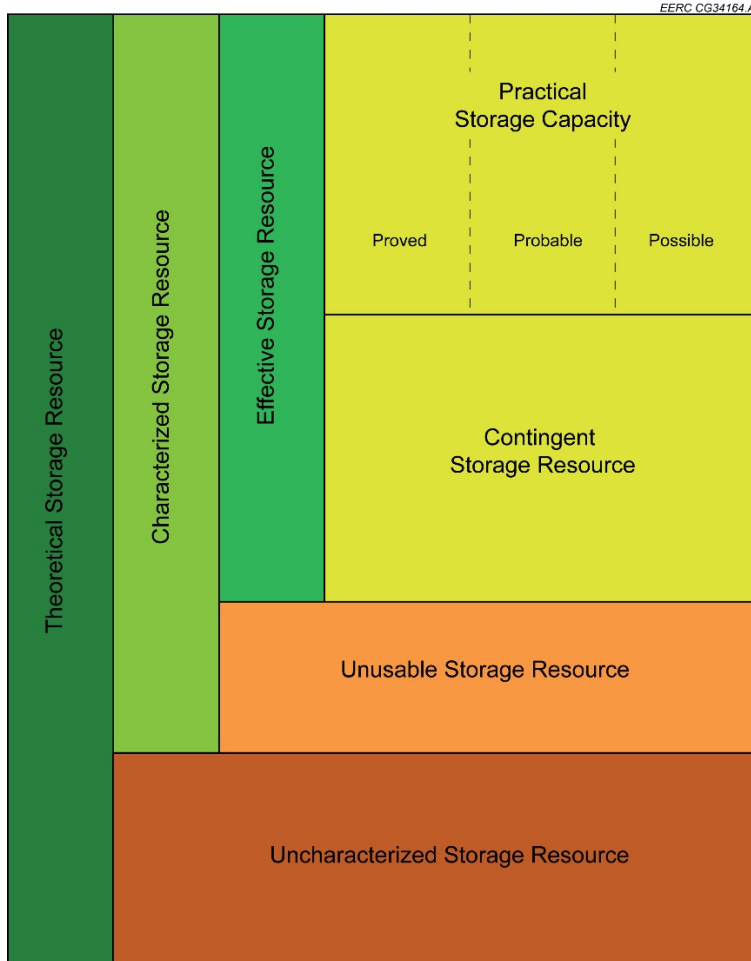 EERC CG34164.A
Practical
Storage Capacity
Proved
Probable
Possible
Contingent
Storage Resource
Effective Storage Resource
Characterized Storage Resource
Theoretical Storage Resource
Unusable Storage Resource
Uncharacterized Storage Resource